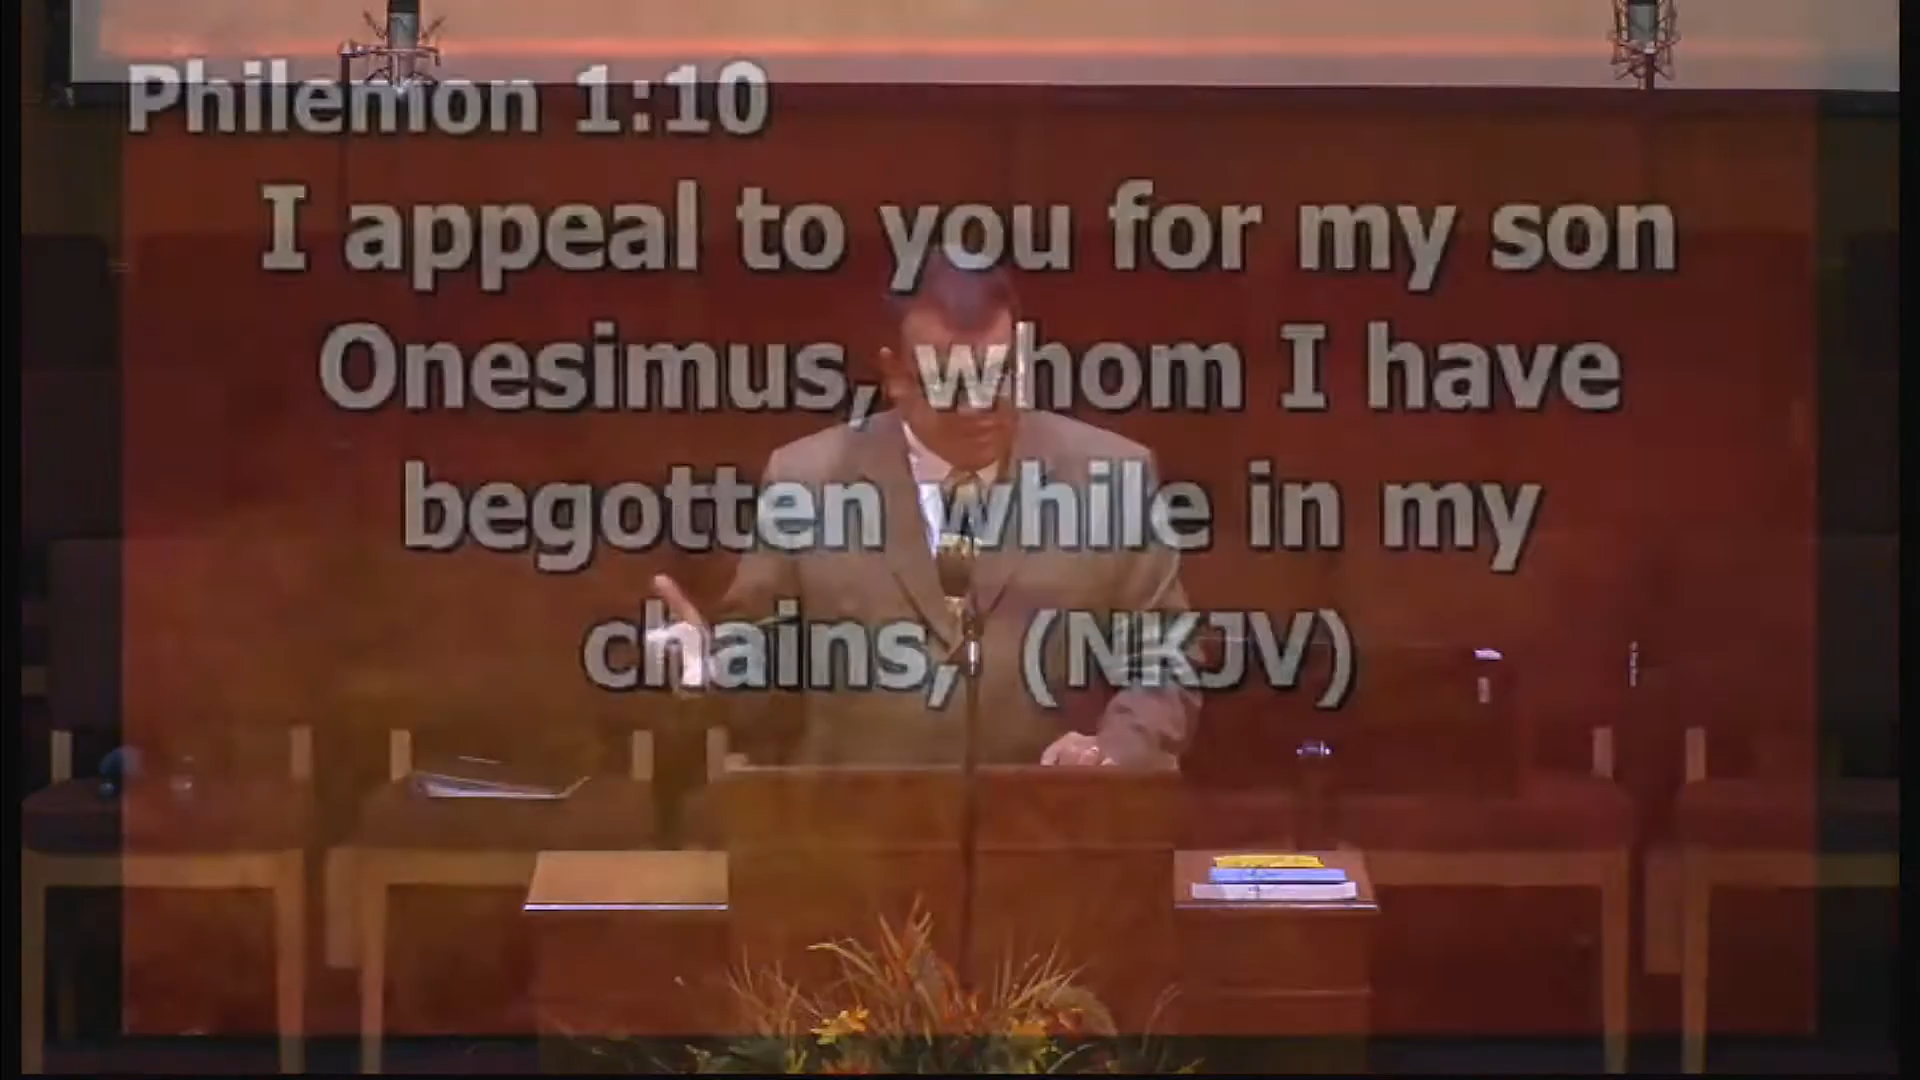 Philemon 1:10
I appeal to you for my son
Onesimus, whom I have
begotten while in my
chains, (NKJV)